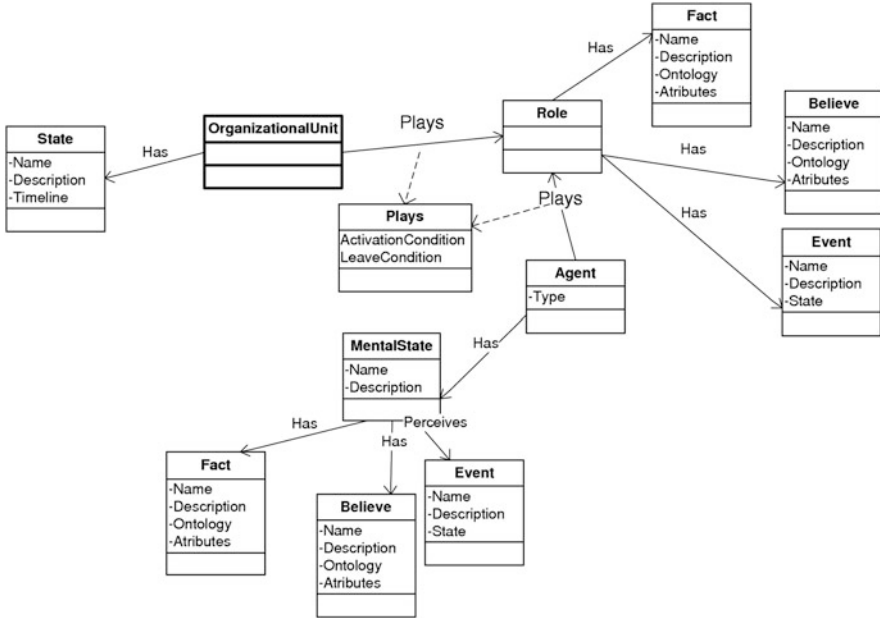 Fact
-Name
-Description
-Ontology
-Atributes
Has
Believe
-Name
-Description
-Ontology
-Atributes
Has
Role
Plays
OrganizationalUnit
Has
State
-Name
-Description
-Timeline
Plays
ActivationCondition
LeaveCondition
Plays
Has
Event
-Name
-Description
-State
Agent
-Type
Has
MentalState
-Name
-Description
Has
Has
Perceives
Fact
-Name
-Description
-Ontology
-Atributes
Believe
-Name
-Description
-Ontology
-Atributes
Event
-Name
-Description
-State